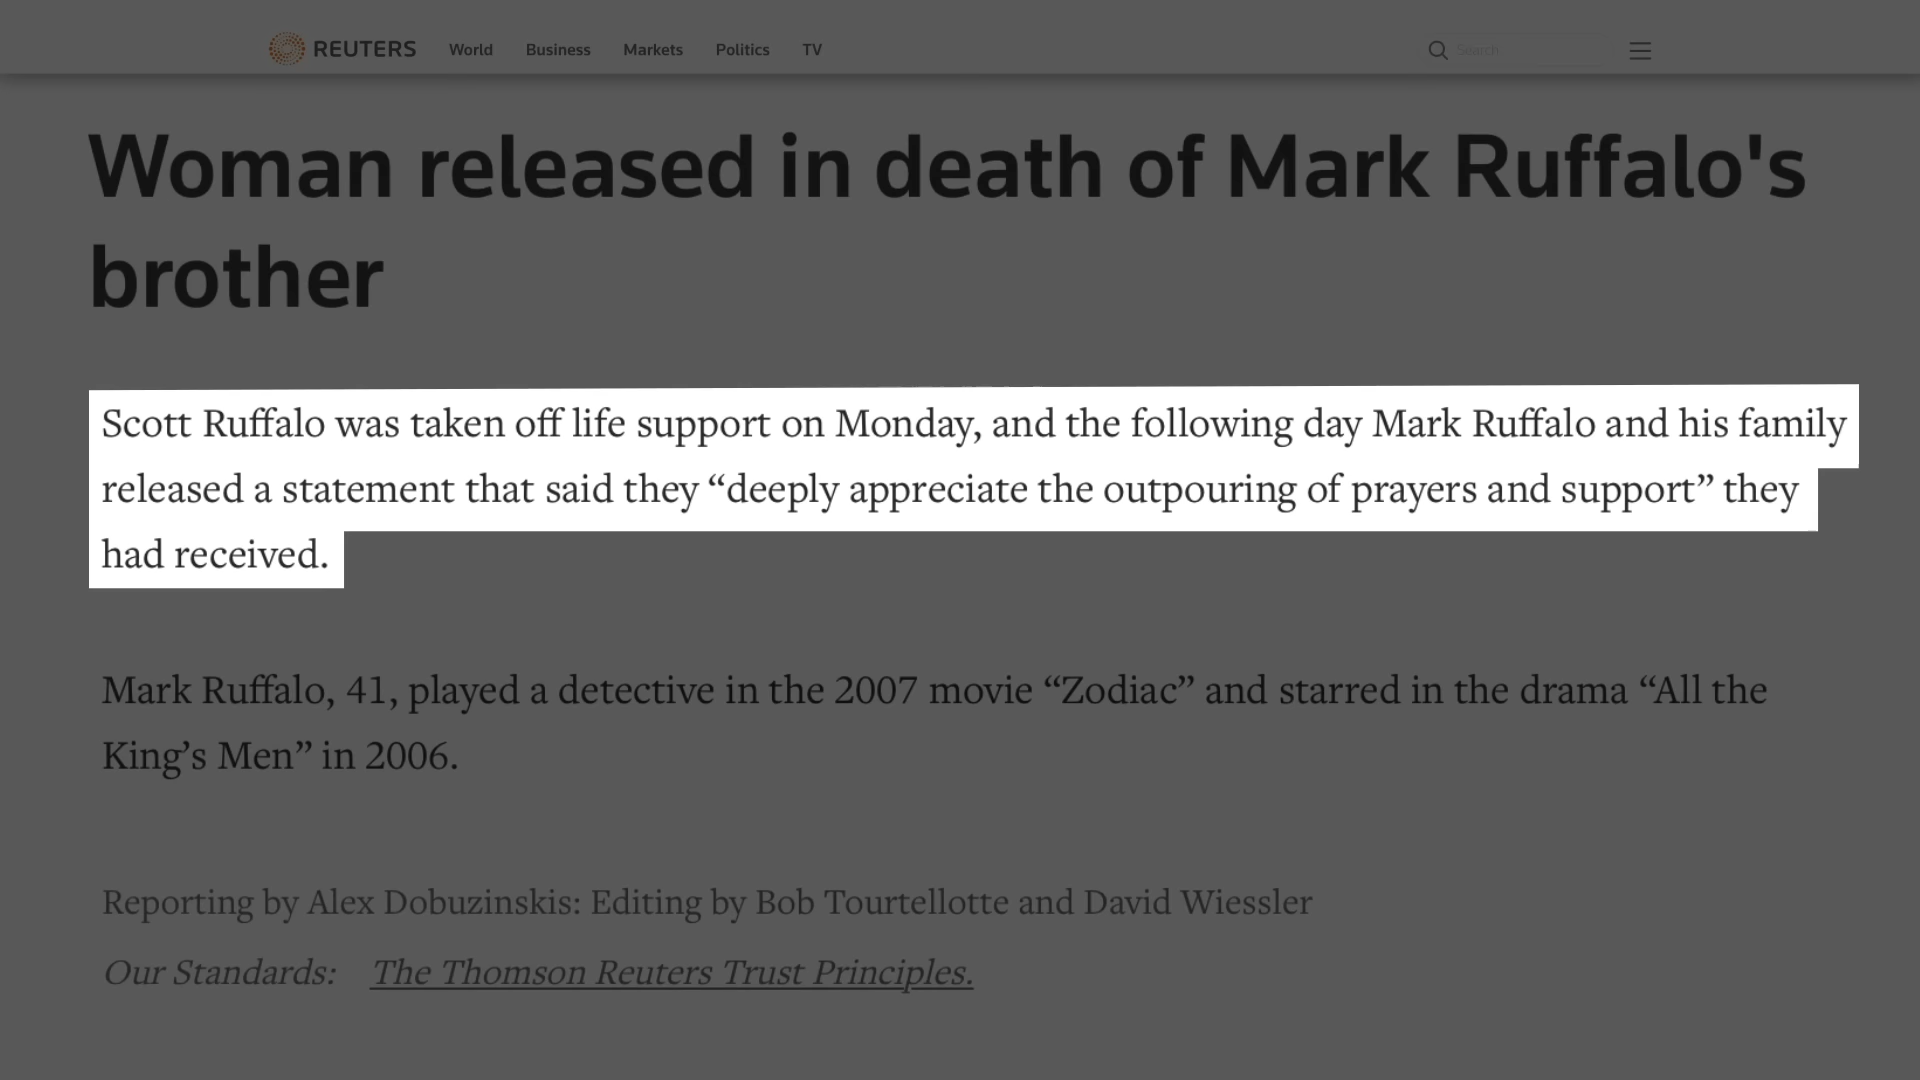 REUTERS World Business Markets Politics TV Search...
Woman released in death of Mark Ruffalo's
brother
Scott Ruffalo was taken off life support on Monday, and the following day Mark Ruffalo and his family
released a statement that said they “deeply appreciate the outpouring of prayers and support” they
had received.
Mark Ruffalo, 41, played a detective in the 2007 movie “Zodiac” and starred in the drama “All the
King’s Men” in 2006.
Reporting by Alex Dobuzinskis: Editing by Bob Tourtellotte and David Wiessler
Our Standards: The Thomson Reuters Trust Principles.